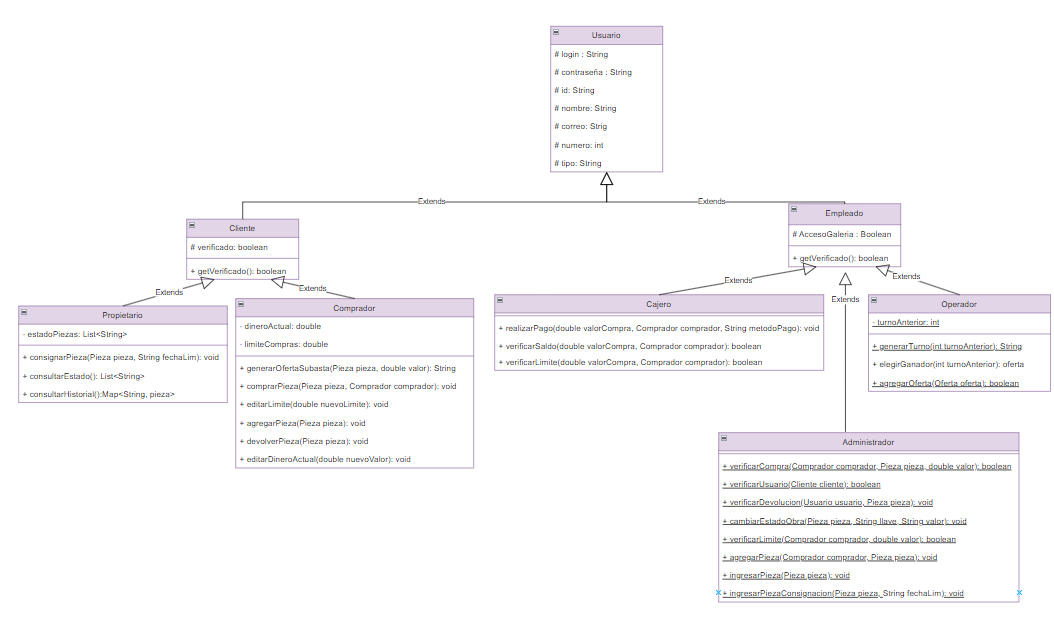 Usuario
# login : String
# contraseña : String
# id: String
# nombre: String
# correo: Strig
# numero: int
# tipo: String
Extends
Extends
Cliente
# verificado: boolean
+ getVerificado(): boolean
Empleado
# AccesoGaleria : Boolean
+ getVerificado(): boolean
Extends
Extends
Extends
Extends
Extends
Propietario
- estadoPiezas: List<String>
+ consignarPieza(Pieza pieza, String fechaLim): void
+ consultarEstado(): List<String>
+ consultarHistorial():Map<String, pieza>
Comprador
- dineroActual: double
- limiteCompras: double
+ generarOfertaSubasta(Pieza pieza, double valor): String
+ comprarPieza(Pieza pieza, Comprador comprador): void
+ editarLimite(double nuevoLimite): void
+ agregarPieza(Pieza pieza): void
+ devolverPieza(Pieza pieza): void
+ editarDineroActual(double nuevoValor): void
Cajero
+ realizarPago(double valorCompra, Comprador comprador, String metodoPago): void
+ verificarSaldo(double valorCompra, Comprador comprador): boolean
+ verificarLimite(double valorCompra, Comprador comprador): boolean
Operador
- turnoAnterior: int
+ generarTurno(int turnoAnterior): String
+ elegirGanador(int turnoAnterior): oferta
+ agregarOferta(Oferta oferta): boolean
Administrador
+ verificarCompra(Comprador comprador, Pieza pieza, double valor): boolean
+ verificarUsuario(Cliente cliente): boolean
+ verificarDevolucion(Usuario usuario, Pieza pieza): void
+ cambiarEstadoObra(Pieza pieza, String llave, String valor): void
+ verificarLimite(Comprador comprador, double valor): boolean
+ agregarPieza(Comprador comprador, Pieza pieza): void
+ ingresarPieza(Pieza pieza): void
+ ingresarPiezaConsignacion(Pieza pieza, String fechaLim): void